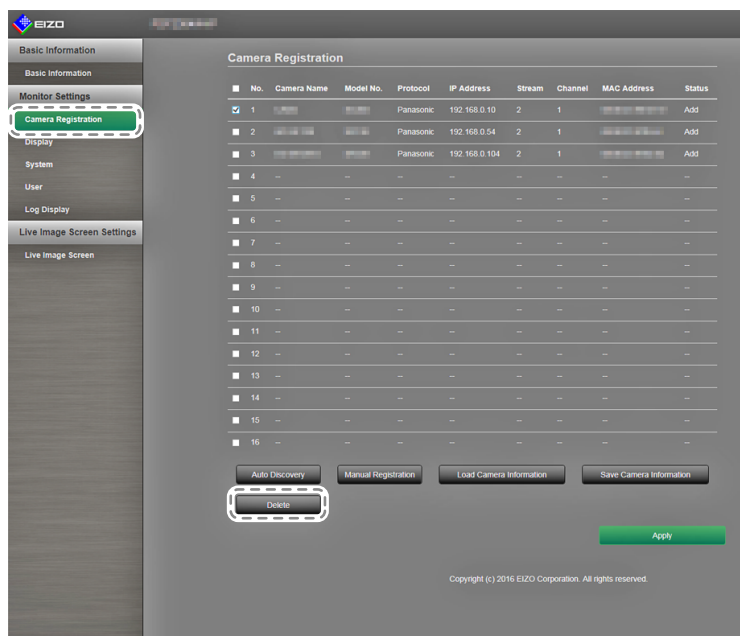 EIZO
Basic Information
Basic Information
Monitor Settings
Camera Registration
Display
System
User
Log Display
Live Image Screen Settings
Live Image Screen
Camera Registration
No. Camera Name Model No. Protocol IP Address Stream Channel MAC Address Status
1 Panasonic 192.168.0.10 2 1 Add
2 Panasonic 192.168.0.54 2 1 Add
3 Panasonic 192.168.0.104 2 1 Add
4 -- -- -- -- -- -- -- --
5 -- -- -- -- -- -- -- --
6 -- -- -- -- -- -- -- --
7 -- -- -- -- -- -- -- --
8 -- -- -- -- -- -- -- --
9 -- -- -- -- -- -- -- --
10 -- -- -- -- -- -- -- --
11 -- -- -- -- -- -- -- --
12 -- -- -- -- -- -- -- --
13 -- -- -- -- -- -- -- --
14 -- -- -- -- -- -- -- --
15 -- -- -- -- -- -- -- --
16 -- -- -- -- -- -- -- --
Auto Discovery Manual Registration Load Camera Information Save Camera Information
Delete
Apply
Copyright (c) 2016 EIZO Corporation. All rights reserved.